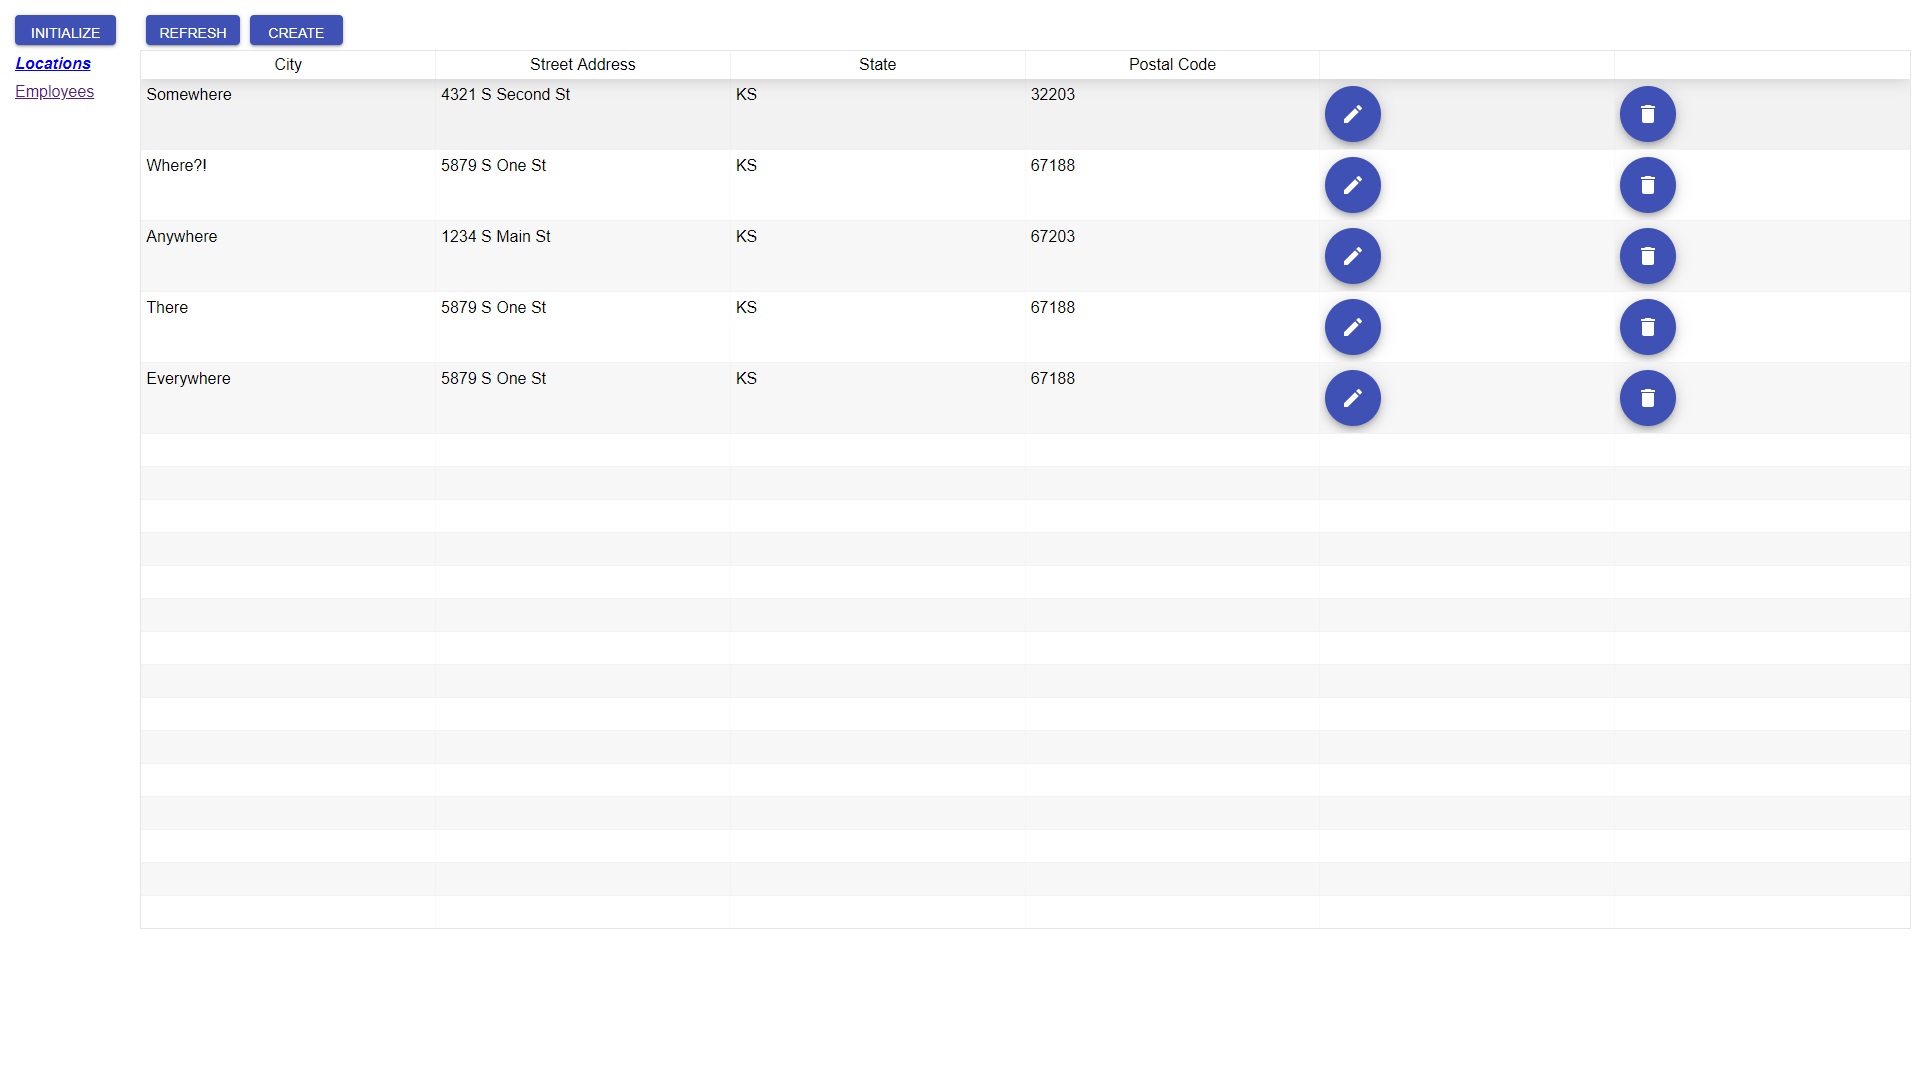 INITIALIZE
REFRESH
CREATE
Locations
Employees
City Street Address State Postal Code
Somewhere 4321 S Second St KS 32203
Where?! 5879 S One St KS 67188
Anywhere 1234 S Main St KS 67203
There 5879 S One St KS 67188
Everywhere 5879 S One St KS 67188